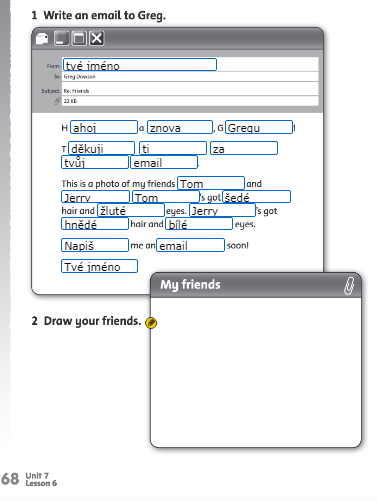 1 Write an email to Greg.
From: tvé jméno
To: Greg Dowson
Subject: Re: Friends
22 KB
H ahoj a znova , G Gregu !
T děkuji ti za
tvůj email .
This is a photo of my friends Tom and
Jerry Tom 's got šedé
hair and žluté eyes. Jerry 's got
hnědé hair and bílé eyes.
Napiš me an email soon!
Tvé jméno
My friends
2 Draw your friends.
68 Unit 7
Lesson 6